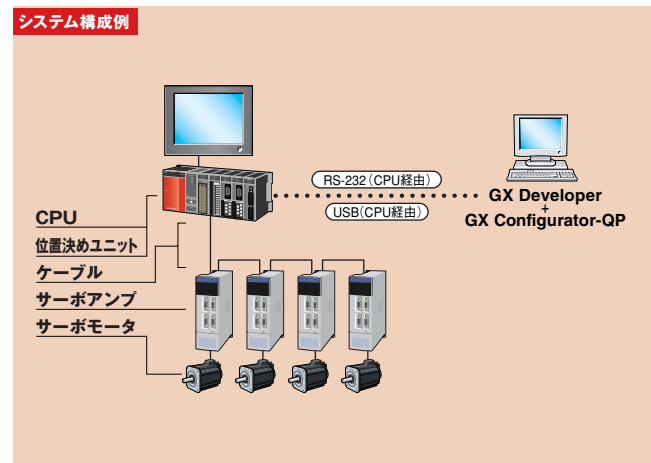 システム構成例
RS-232（CPU経由）
USB（CPU経由）
GX Developer
+
GX Configurator-QP
CPU
位置決めユニット
ケーブル
サーボアンプ
サーボモータ